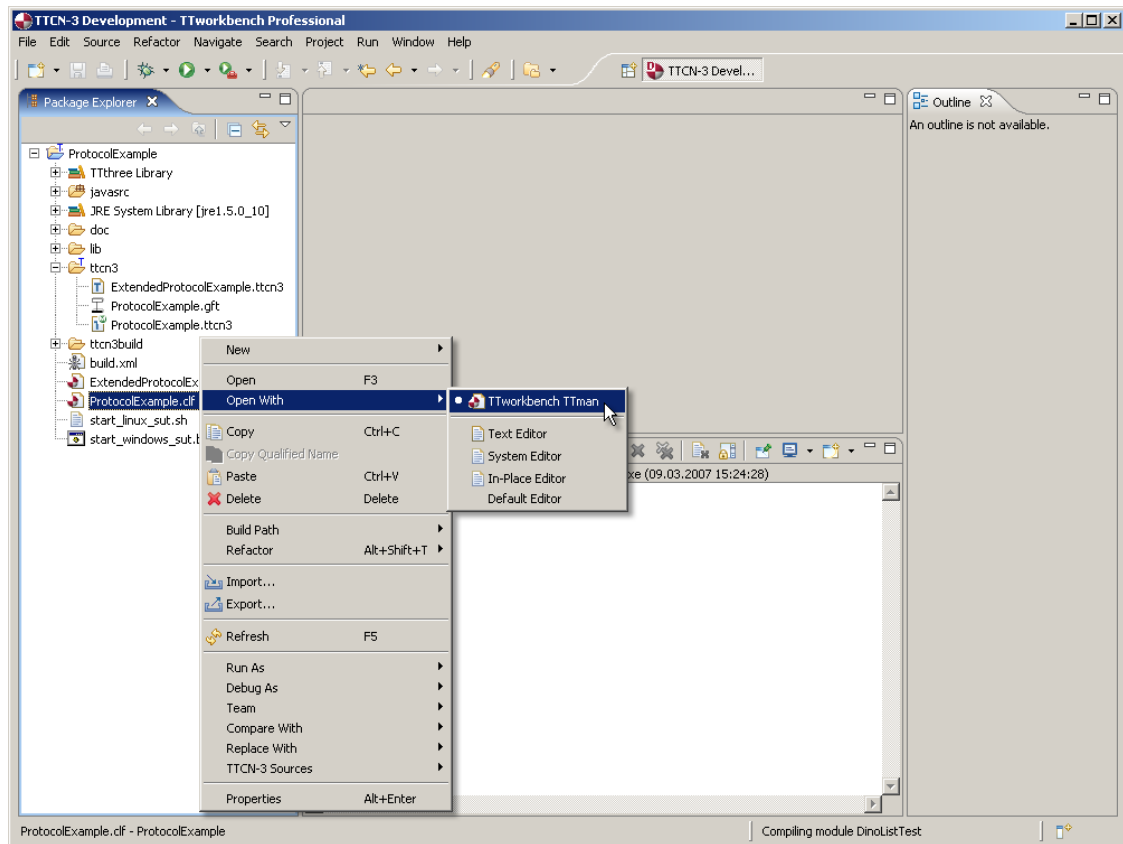 TTCN-3 Development - TTworkbench Professional
File Edit Source Refactor Navigate Search Project Run Window Help
TTCN-3 Devel...
Package Explorer
Outline
An outline is not available.
ProtocolExample
TTthree Library
javasrc
JRE System Library [jre1.5.0_10]
doc
lib
ttcn3
ExtendedProtocolExample.ttcn3
ProtocolExample.gft
ProtocolExample.ttcn3
ttcn3build
build.xml
ExtendedProtocolEx
ProtocolExample.clf
start_linux_sut.sh
start_windows_sut.b
New
Open F3
Open With
Copy Ctrl+C
Copy Qualified Name
Paste Ctrl+V
Delete Delete
Build Path
Refactor Alt+Shift+T
Import...
Export...
Refresh F5
Run As
Debug As
Team
Compare With
Replace With
TTCN-3 Sources
Properties Alt+Enter
TTworkbench TTman
Text Editor
System Editor
In-Place Editor
Default Editor
xe (09.03.2007 15:24:28)
ProtocolExample.clf - ProtocolExample
Compiling module DinoListTest